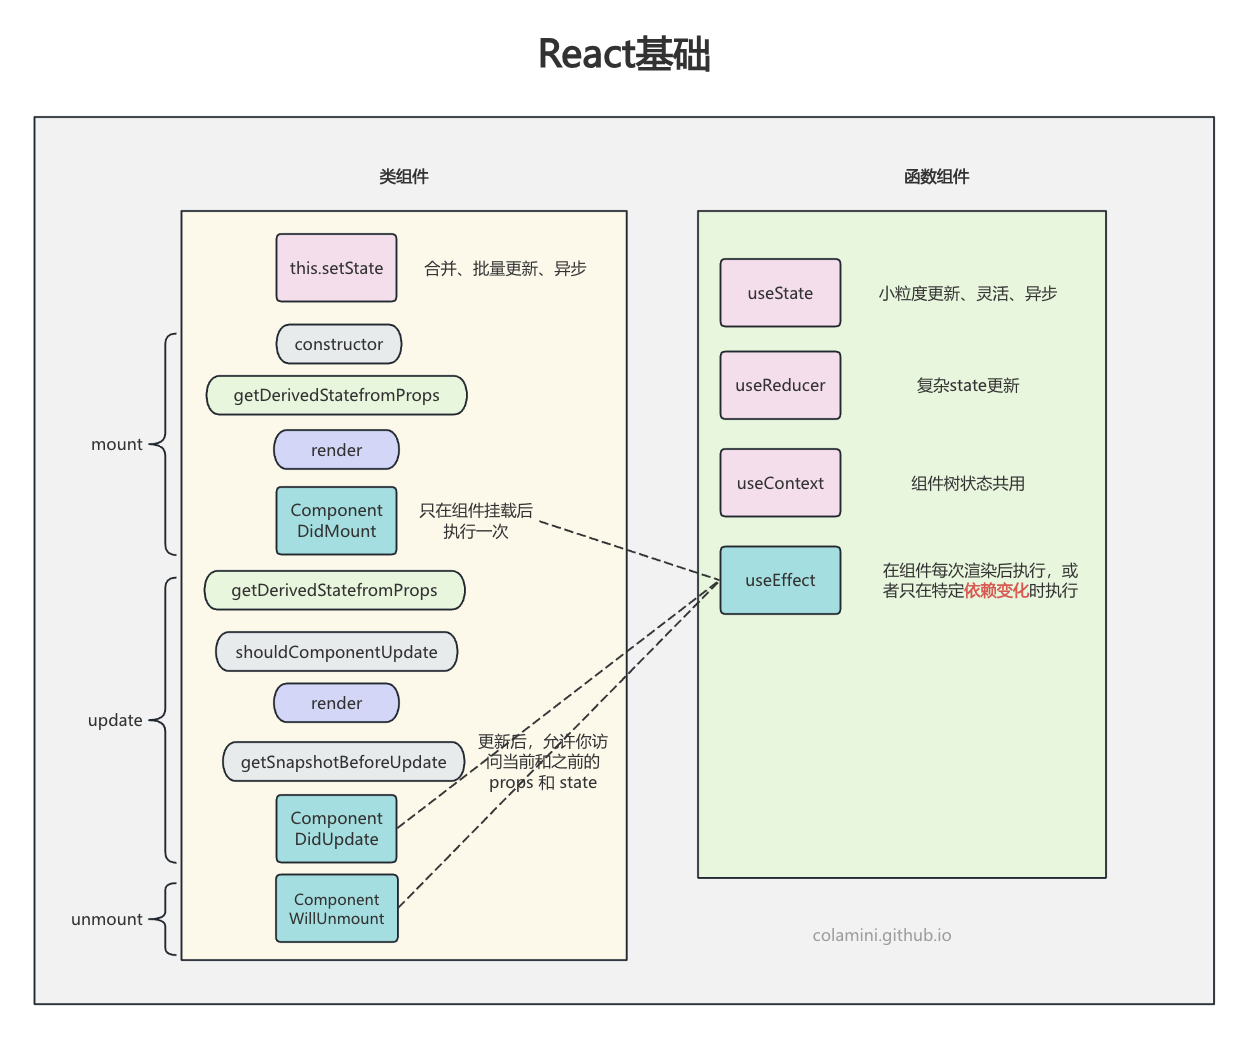 React基础
类组件
this.setState
合并、批量更新、异步
mount
constructor
getDerivedStatefromProps
render
Component
DidMount
只在组件挂载后
执行一次
update
getDerivedStatefromProps
shouldComponentUpdate
render
getSnapshotBeforeUpdate
更新后，允许你访
问当前和之前的
props 和 state
Component
DidUpdate
unmount
Component
WillUnmount
函数组件
useState
小粒度更新、灵活、异步
useReducer
复杂state更新
useContext
组件树状态共用
useEffect
在组件每次渲染后执行，或
者只在特定依赖变化时执行
colamini.github.io